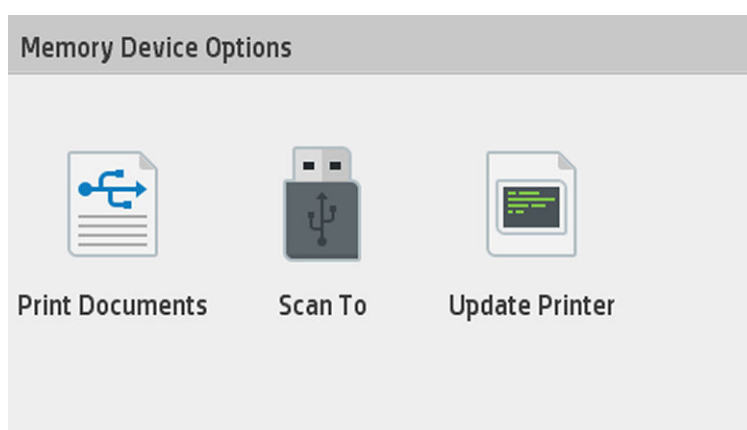 Memory Device Options
Print Documents
Scan To
Update Printer